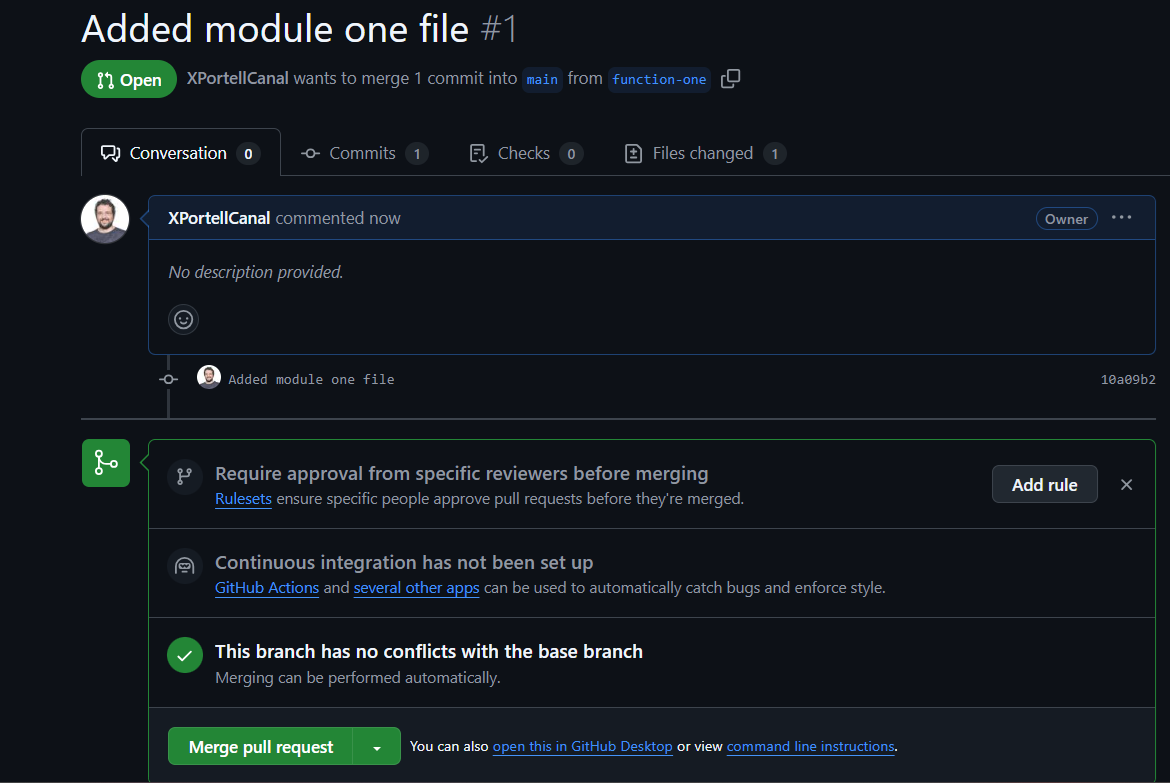 Added module one file #1
Open XPortellCanal wants to merge 1 commit into main from function-one
Conversation 0 Commits 1 Checks 0 Files changed 1
XPortellCanal commented now Owner
No description provided.
Added module one file 10a09b2
Require approval from specific reviewers before merging
Rulesets ensure specific people approve pull requests before they're merged.
Add rule
Continuous integration has not been set up
GitHub Actions and several other apps can be used to automatically catch bugs and enforce style.
This branch has no conflicts with the base branch
Merging can be performed automatically.
Merge pull request You can also open this in GitHub Desktop or view command line instructions.